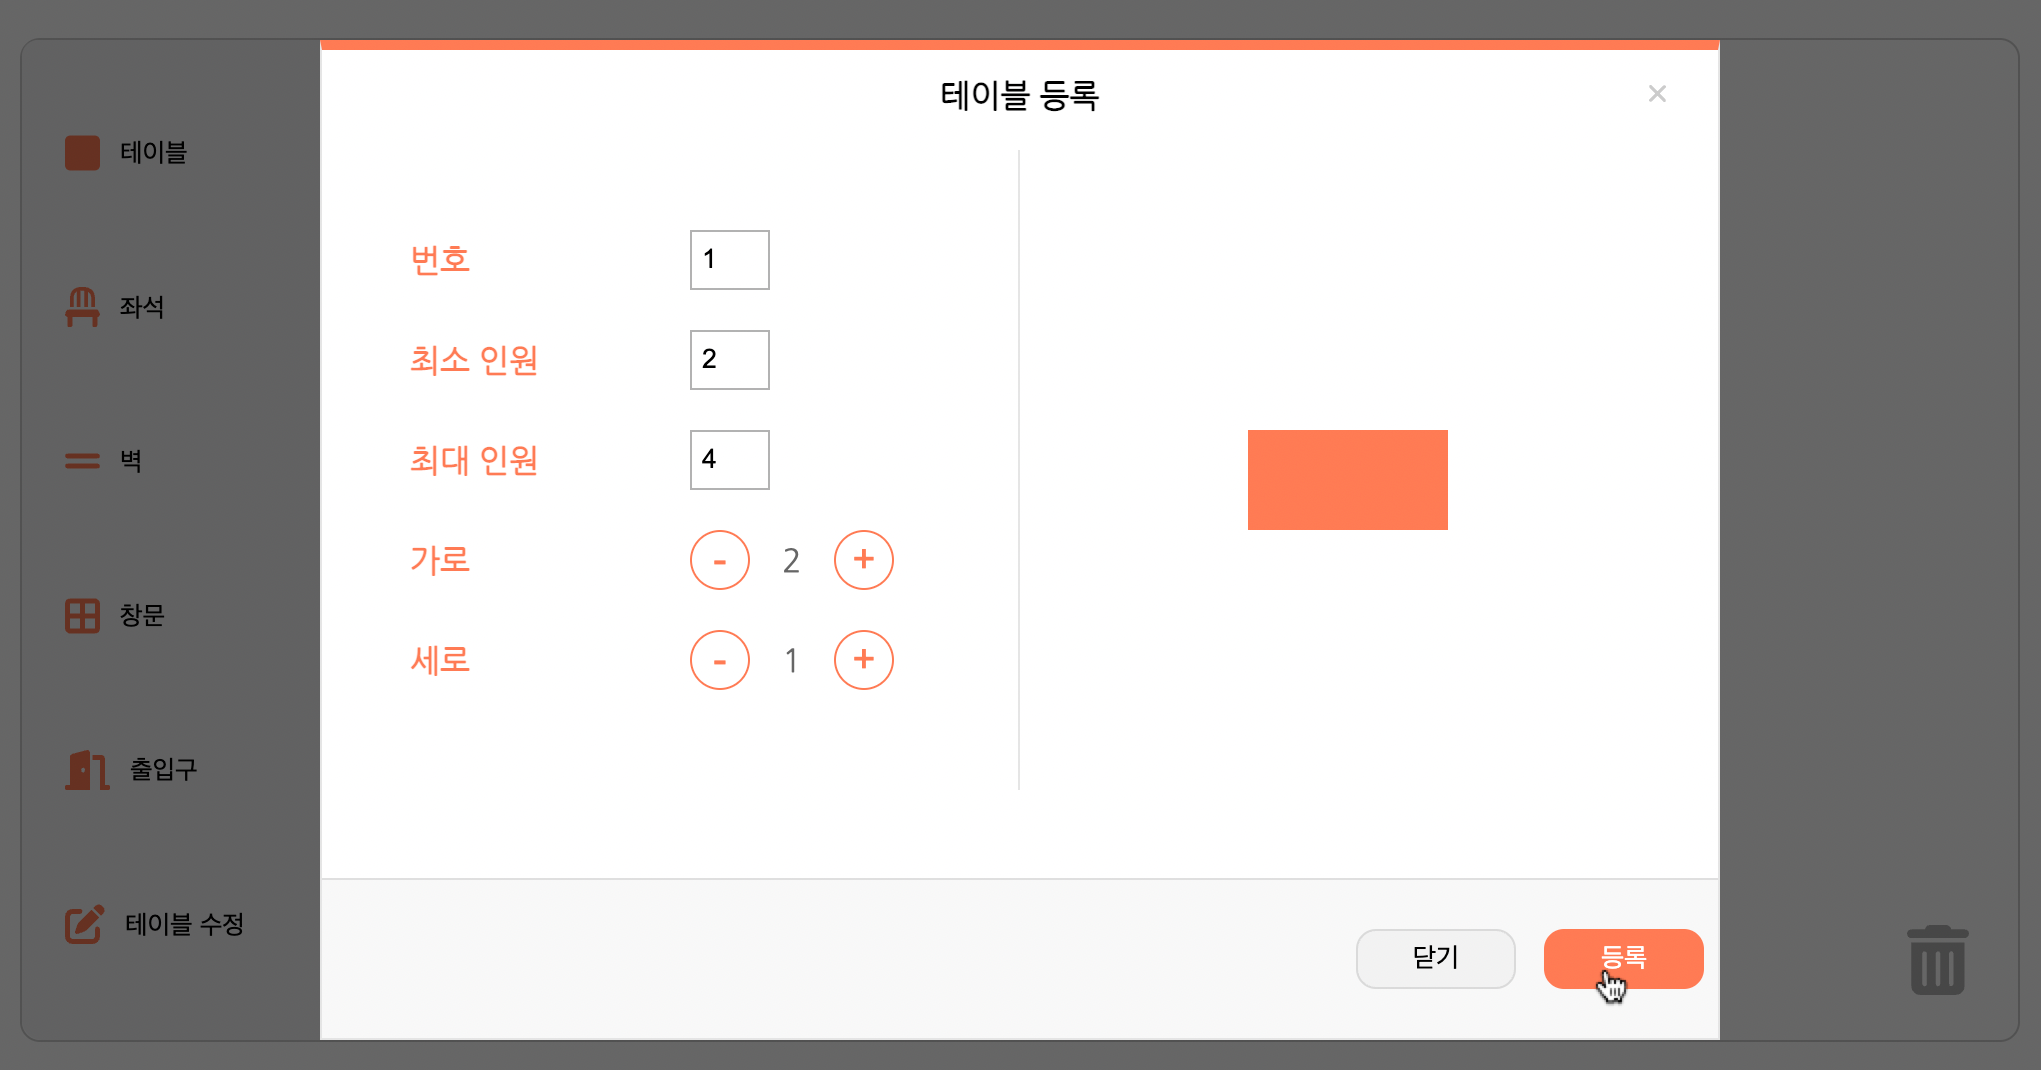 테이블 등록
×
테이블
좌석
벽
창문
출입구
테이블 수정
번호 1
최소 인원 2
최대 인원 4
가로 - 2 +
세로 - 1 +
닫기 등록